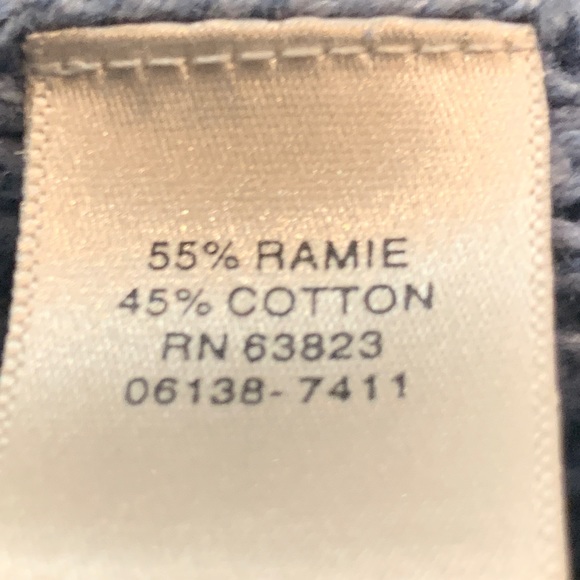 55% RAMIE
45% COTTON
RN 63823
06138-7411